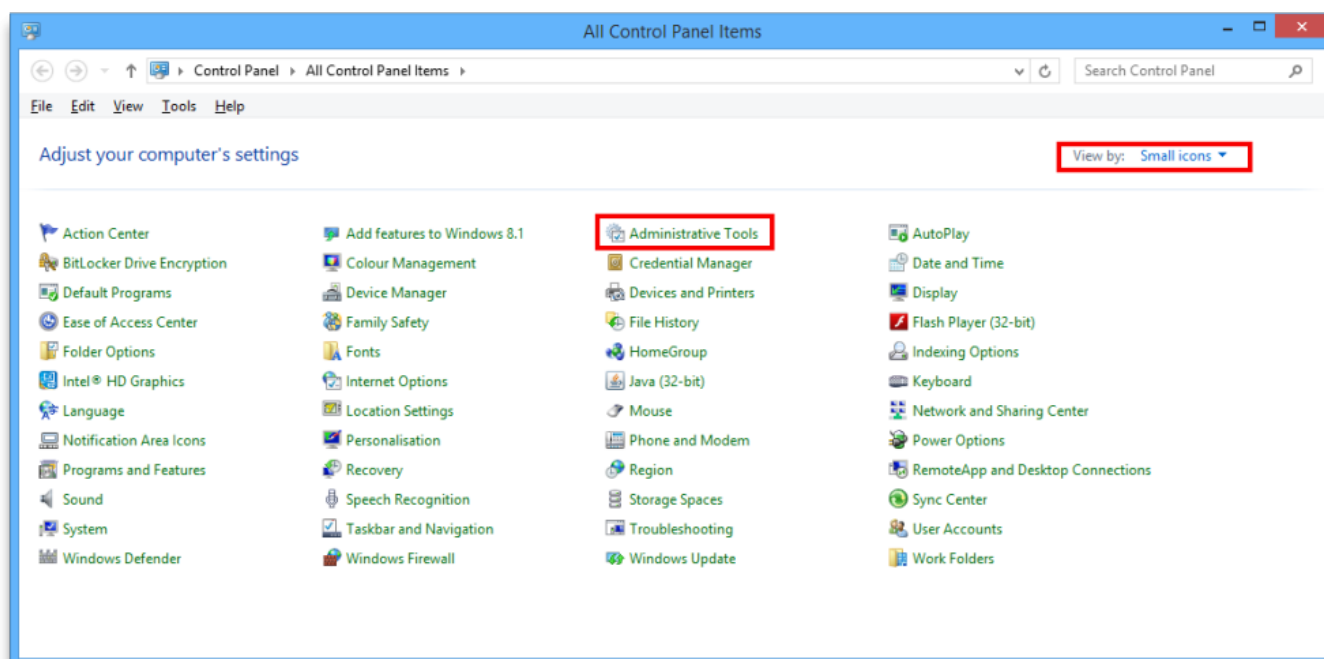 All Control Panel Items
Control Panel All Control Panel Items Search Control Panel
File Edit View Tools Help
Adjust your computer's settings View by: Small icons
Action Center Add features to Windows 8.1 Administrative Tools AutoPlay
BitLocker Drive Encryption Colour Management Credential Manager Date and Time
Default Programs Device Manager Devices and Printers Display
Ease of Access Center Family Safety File History Flash Player (32-bit)
Folder Options Fonts HomeGroup Indexing Options
Intel® HD Graphics Internet Options Java (32-bit) Keyboard
Language Location Settings Mouse Network and Sharing Center
Notification Area Icons Personalisation Phone and Modem Power Options
Programs and Features Recovery Region RemoteApp and Desktop Connections
Sound Speech Recognition Storage Spaces Sync Center
System Taskbar and Navigation Troubleshooting User Accounts
Windows Defender Windows Firewall Windows Update Work Folders